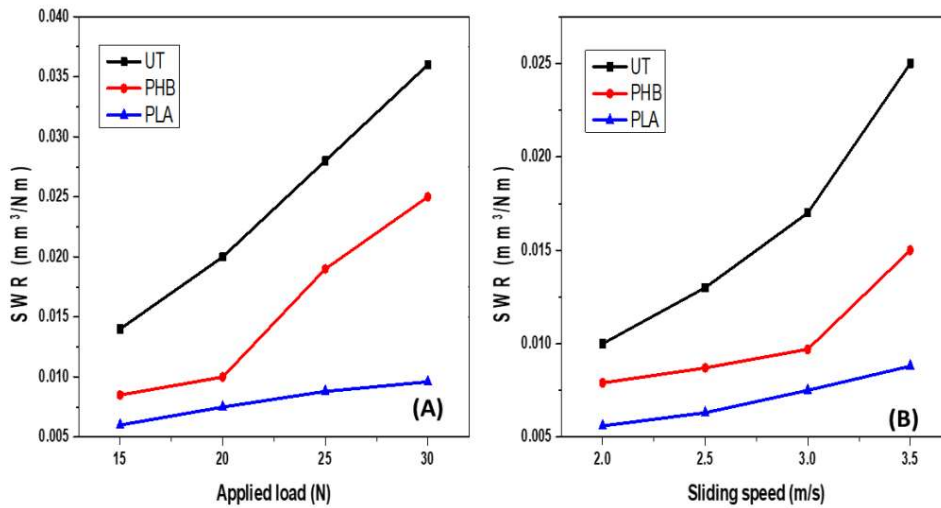 0.040
0.035
0.030
0.025
0.020
0.015
0.010
0.005
S W R (m m ³/N m)
UT
PHB
PLA
(A)
15 20 25 30
Applied load (N)
0.025
0.020
0.015
0.010
0.005
S W R (m m ³/N m)
UT
PHB
PLA
(B)
2.0 2.5 3.0 3.5
Sliding speed (m/s)